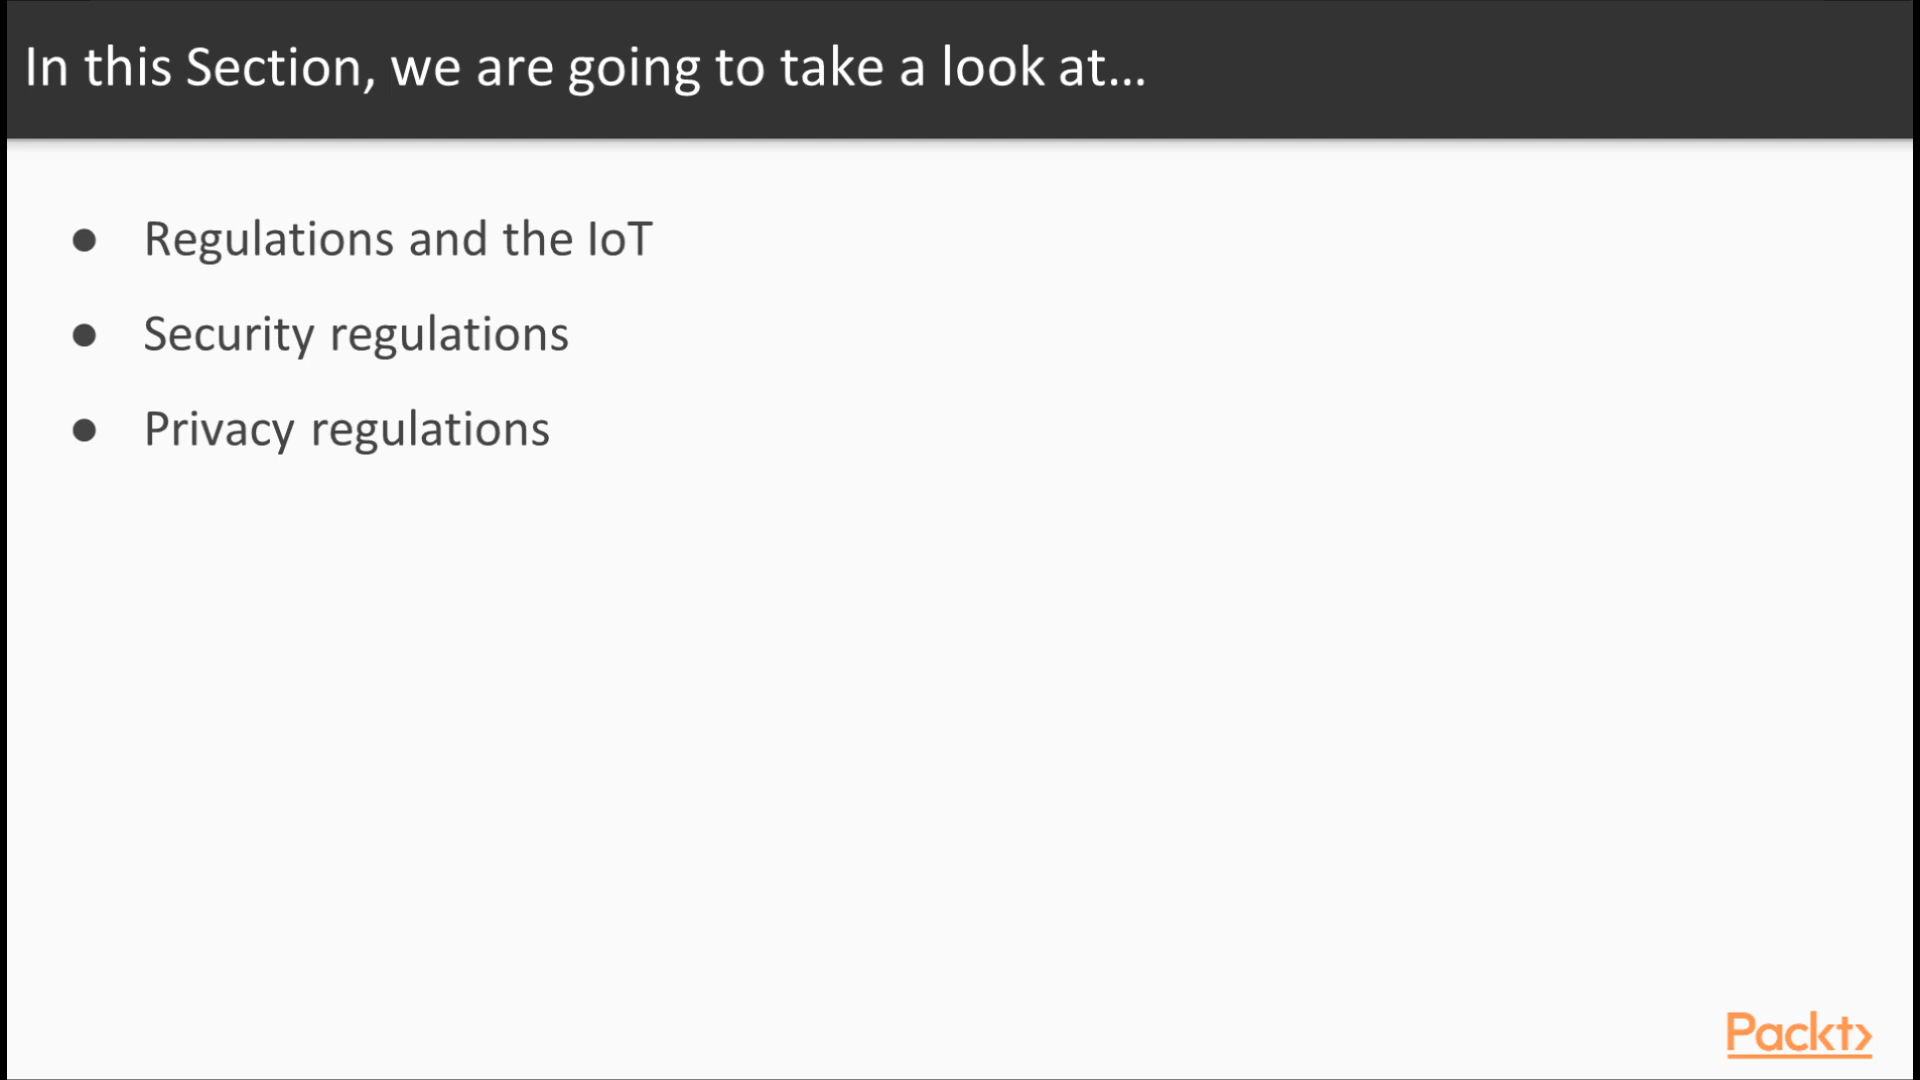 In this Section, we are going to take a look at...
● Regulations and the IoT
● Security regulations
● Privacy regulations
Packt>